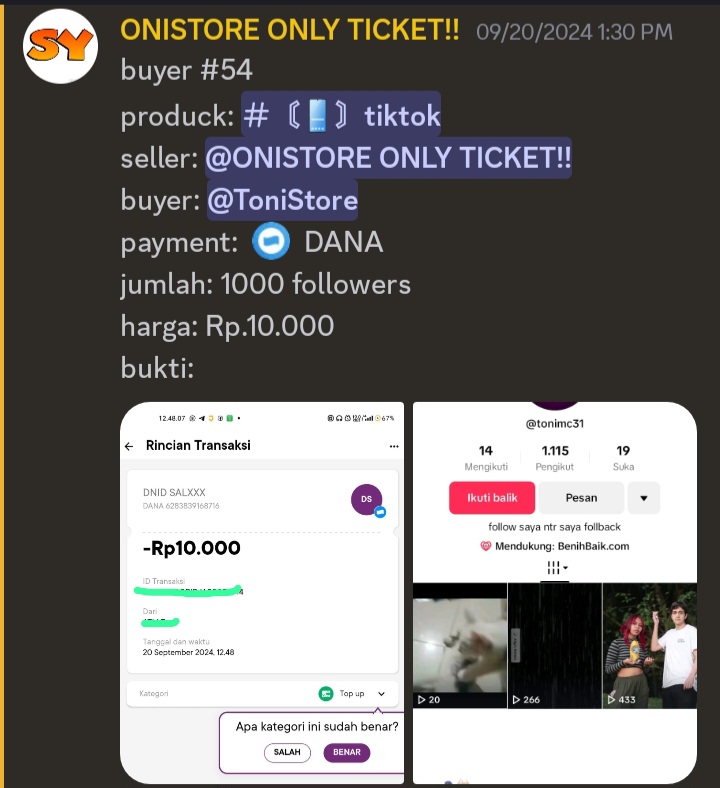 SY
ONISTORE ONLY TICKET!! 09/20/2024 1:30 PM
buyer #54
produck: # 〘📱〙tiktok
seller: @ONISTORE ONLY TICKET!!
buyer: @ToniStore
payment: DANA
jumlah: 1000 followers
harga: Rp.10.000
bukti:
12.48.07
67%
Rincian Transaksi
DNID SALXXX
DANA 6283839168716
DS
-Rp10.000
ID Transaksi
4
Dari
Tanggal dan waktu
20 September 2024, 12.48
Kategori
Top up
Apa kategori ini sudah benar?
SALAH
BENAR
@tonimc31
14 1.115 19
Mengikuti Pengikut Suka
Ikuti balik Pesan
follow saya ntr saya follback
Mendukung: BenihBaik.com
20 266 433